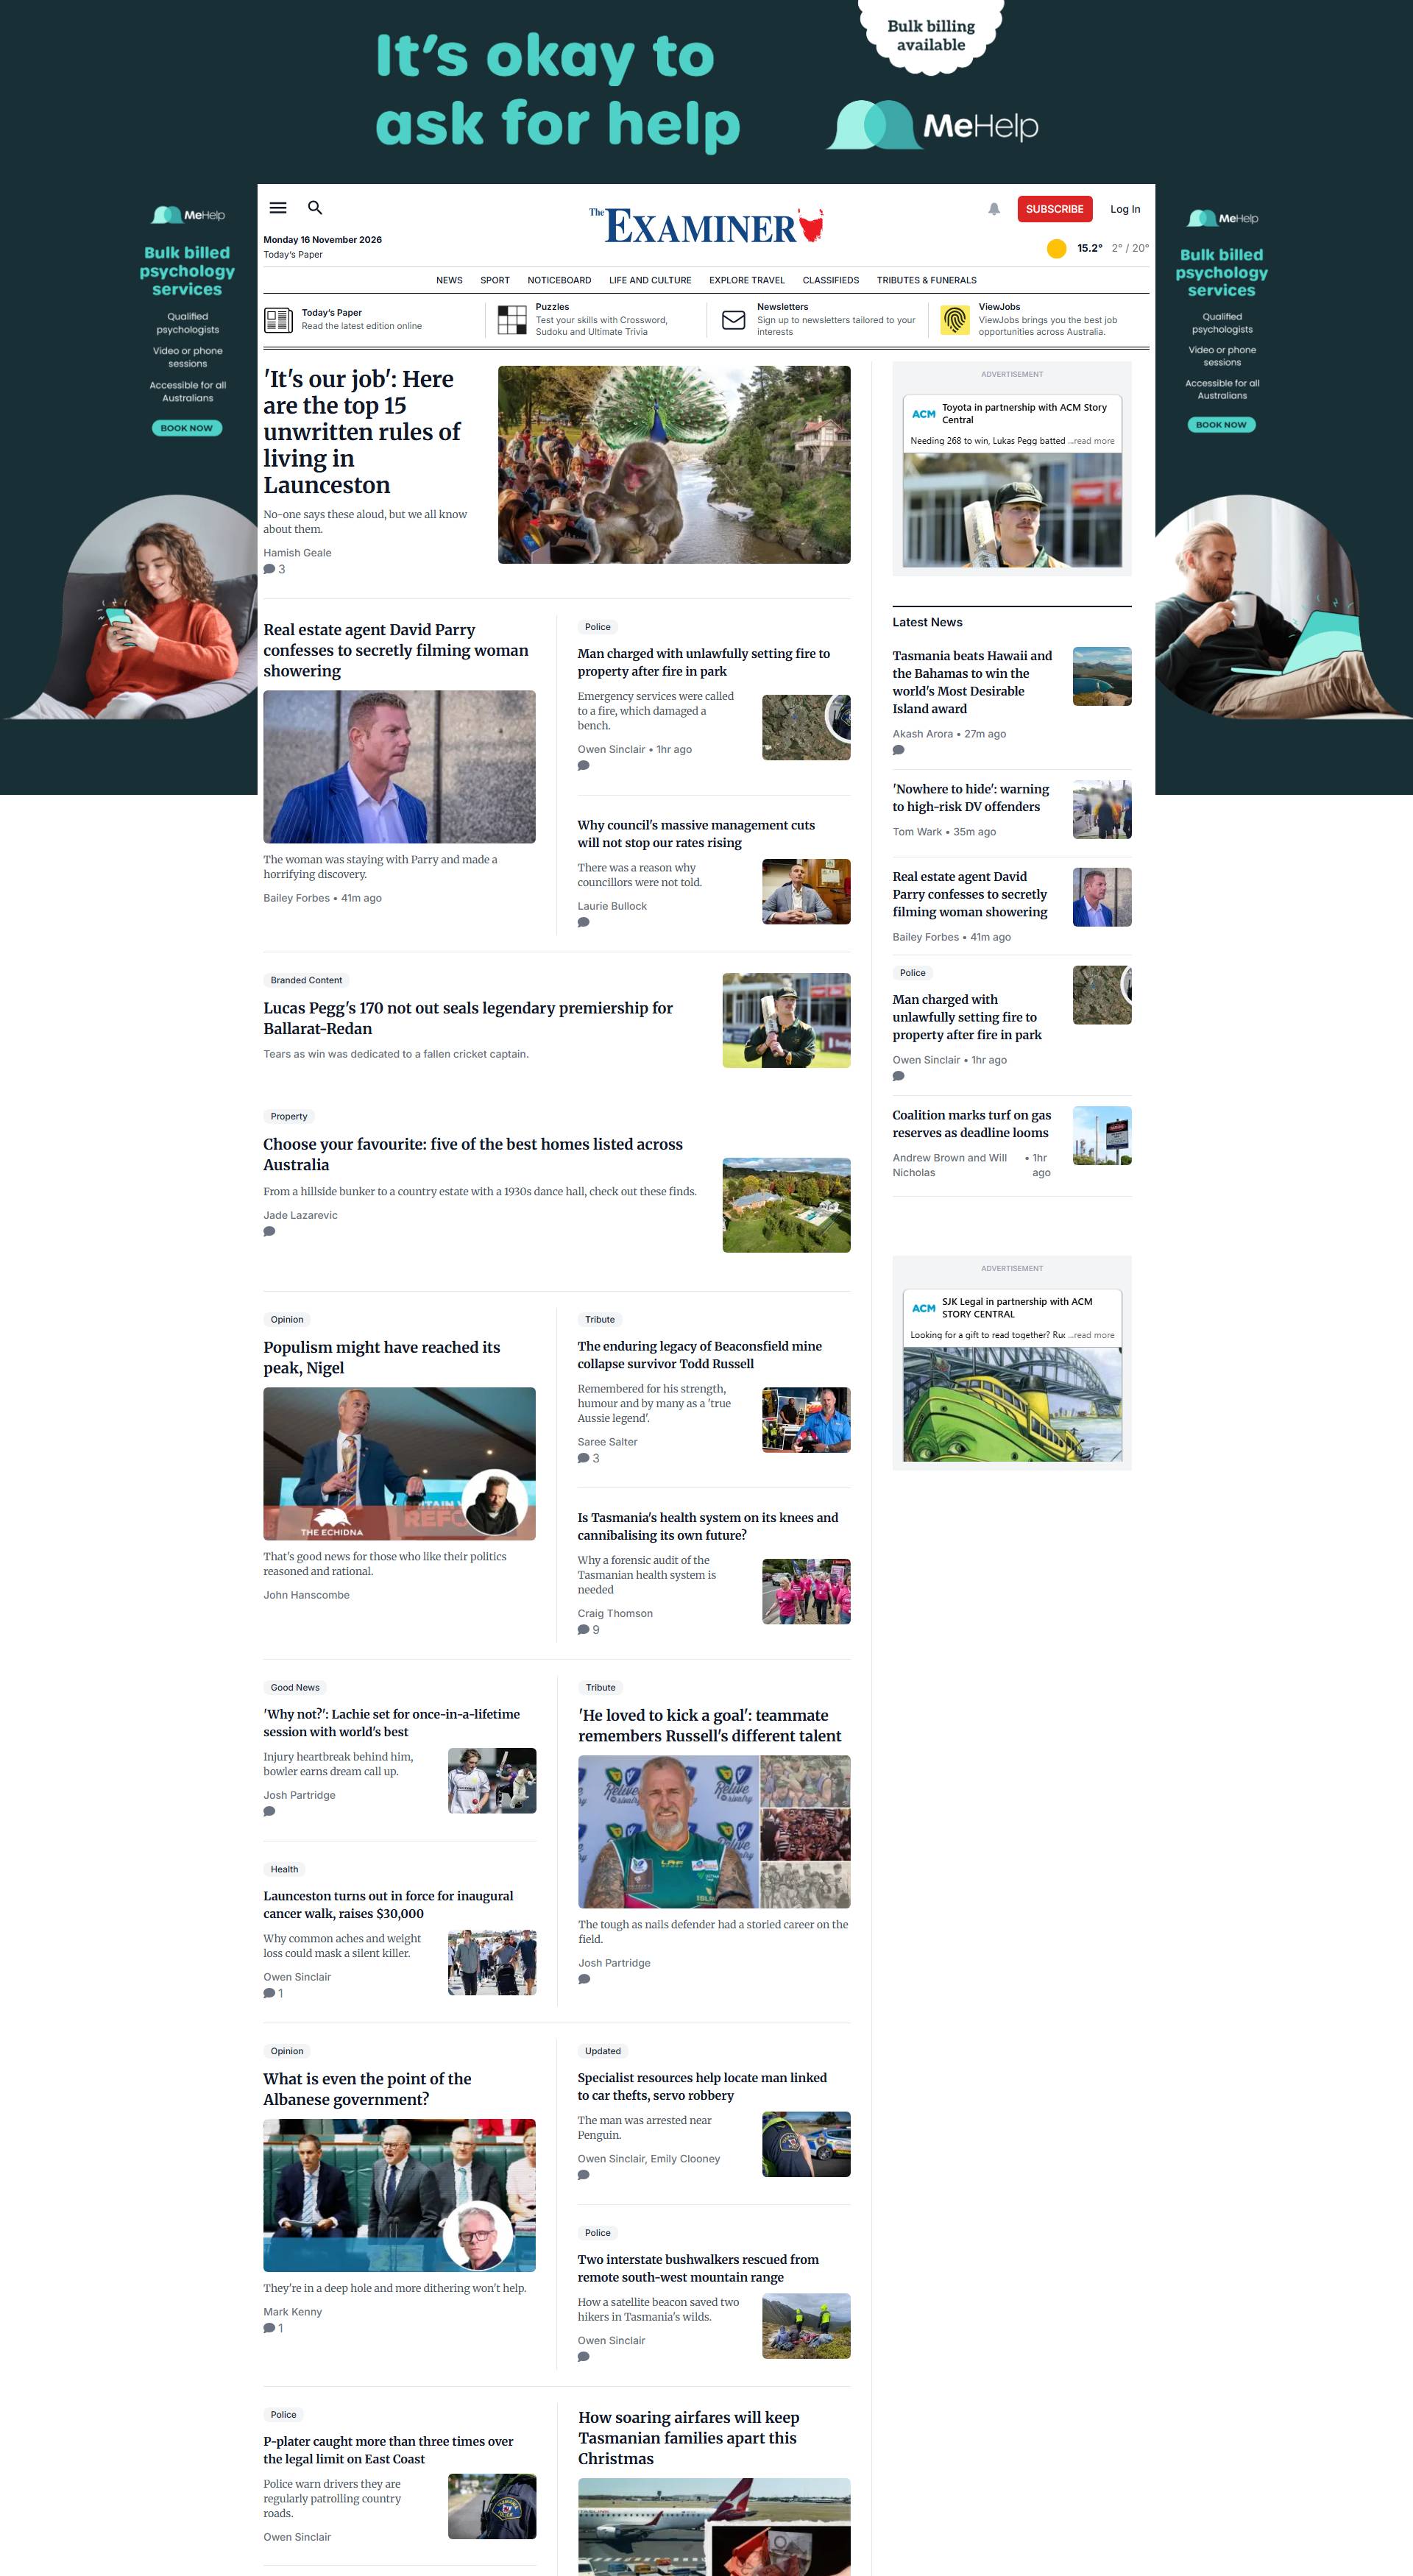 It's okay to
ask for help
Bulk billing
available
MeHelp
MeHelp
Bulk billed
psychology
services
Qualified
psychologists
Video or phone
sessions
Accessible for all
Australians
BOOK NOW
MeHelp
Bulk billed
psychology
services
Qualified
psychologists
Video or phone
sessions
Accessible for all
Australians
BOOK NOW
The EXAMINER
SUBSCRIBE
Log In
Monday 16 November 2026
Today's Paper
15.2° 2° / 20°
NEWS SPORT NOTICEBOARD LIFE AND CULTURE EXPLORE TRAVEL CLASSIFIEDS TRIBUTES & FUNERALS
Today's Paper
Read the latest edition online
Puzzles
Test your skills with Crossword,
Sudoku and Ultimate Trivia
Newsletters
Sign up to newsletters tailored to your
interests
ViewJobs
ViewJobs brings you the best job
opportunities across Australia.
'It's our job': Here
are the top 15
unwritten rules of
living in
Launceston
No-one says these aloud, but we all know
about them.
Hamish Geale
3
Real estate agent David Parry
confesses to secretly filming woman
showering
The woman was staying with Parry and made a
horrifying discovery.
Bailey Forbes • 41m ago
Police
Man charged with unlawfully setting fire to
property after fire in park
Emergency services were called
to a fire, which damaged a
bench.
Owen Sinclair • 1hr ago
Why council's massive management cuts
will not stop our rates rising
There was a reason why
councillors were not told.
Laurie Bullock
Branded Content
Lucas Pegg's 170 not out seals legendary premiership for
Ballarat-Redan
Tears as win was dedicated to a fallen cricket captain.
Property
Choose your favourite: five of the best homes listed across
Australia
From a hillside bunker to a country estate with a 1930s dance hall, check out these finds.
Jade Lazarevic
Opinion
Populism might have reached its
peak, Nigel
THE ECHIDNA
That's good news for those who like their politics
reasoned and rational.
John Hanscombe
Tribute
The enduring legacy of Beaconsfield mine
collapse survivor Todd Russell
Remembered for his strength,
humour and by many as a 'true
Aussie legend'.
Saree Salter
3
Is Tasmania's health system on its knees and
cannibalising its own future?
Why a forensic audit of the
Tasmanian health system is
needed
Craig Thomson
9
Good News
'Why not?': Lachie set for once-in-a-lifetime
session with world's best
Injury heartbreak behind him,
bowler earns dream call up.
Josh Partridge
Health
Launceston turns out in force for inaugural
cancer walk, raises $30,000
Why common aches and weight
loss could mask a silent killer.
Owen Sinclair
1
Tribute
'He loved to kick a goal': teammate
remembers Russell's different talent
Relive
rivalry
The tough as nails defender had a storied career on the
field.
Josh Partridge
Opinion
What is even the point of the
Albanese government?
They're in a deep hole and more dithering won't help.
Mark Kenny
1
Updated
Specialist resources help locate man linked
to car thefts, servo robbery
The man was arrested near
Penguin.
Owen Sinclair, Emily Clooney
Police
Two interstate bushwalkers rescued from
remote south-west mountain range
How a satellite beacon saved two
hikers in Tasmania's wilds.
Owen Sinclair
Police
P-plater caught more than three times over
the legal limit on East Coast
Police warn drivers they are
regularly patrolling country
roads.
Owen Sinclair
How soaring airfares will keep
Tasmanian families apart this
Christmas
ADVERTISEMENT
ACM
Toyota in partnership with ACM Story
Central
Needing 268 to win, Lukas Pegg batted ...read more
Latest News
Tasmania beats Hawaii and
the Bahamas to win the
world's Most Desirable
Island award
Akash Arora • 27m ago
'Nowhere to hide': warning
to high-risk DV offenders
Tom Wark • 35m ago
Real estate agent David
Parry confesses to secretly
filming woman showering
Bailey Forbes • 41m ago
Police
Man charged with
unlawfully setting fire to
property after fire in park
Owen Sinclair • 1hr ago
Coalition marks turf on gas
reserves as deadline looms
Andrew Brown and Will
Nicholas
• 1hr
ago
ADVERTISEMENT
ACM
SJK Legal in partnership with ACM
STORY CENTRAL
Looking for a gift to read together? Ru ...read more